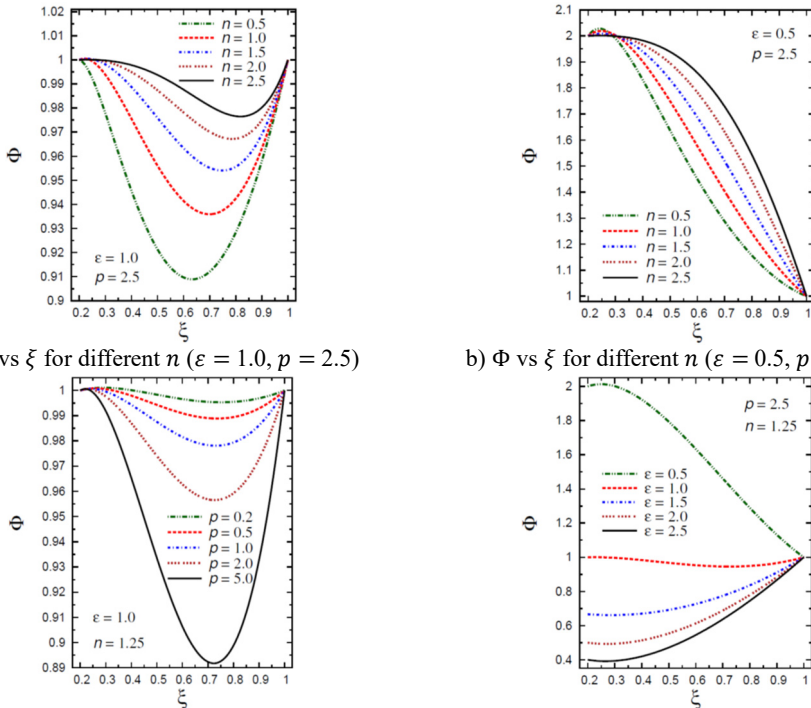 1.02
1.01
1
0.99
0.98
0.97
0.96
0.95
0.94
0.93
0.92
0.91
0.9
Φ
n = 0.5
n = 1.0
n = 1.5
n = 2.0
n = 2.5
ε = 1.0
p = 2.5
0.2 0.3 0.4 0.5 0.6 0.7 0.8 0.9 1
ξ
2.1
2
1.9
1.8
1.7
1.6
1.5
1.4
1.3
1.2
1.1
1
Φ
ε = 0.5
p = 2.5
n = 0.5
n = 1.0
n = 1.5
n = 2.0
n = 2.5
0.2 0.3 0.4 0.5 0.6 0.7 0.8 0.9 1
ξ
vs ξ for different n (ε = 1.0, p = 2.5)
b) Φ vs ξ for different n (ε = 0.5, p
1
0.99
0.98
0.97
0.96
0.95
0.94
0.93
0.92
0.91
0.9
0.89
Φ
p = 0.2
p = 0.5
p = 1.0
p = 2.0
p = 5.0
ε = 1.0
n = 1.25
0.2 0.3 0.4 0.5 0.6 0.7 0.8 0.9 1
ξ
2
1.8
1.6
1.4
1.2
1
0.8
0.6
0.4
Φ
p = 2.5
n = 1.25
ε = 0.5
ε = 1.0
ε = 1.5
ε = 2.0
ε = 2.5
0.2 0.3 0.4 0.5 0.6 0.7 0.8 0.9 1
ξ